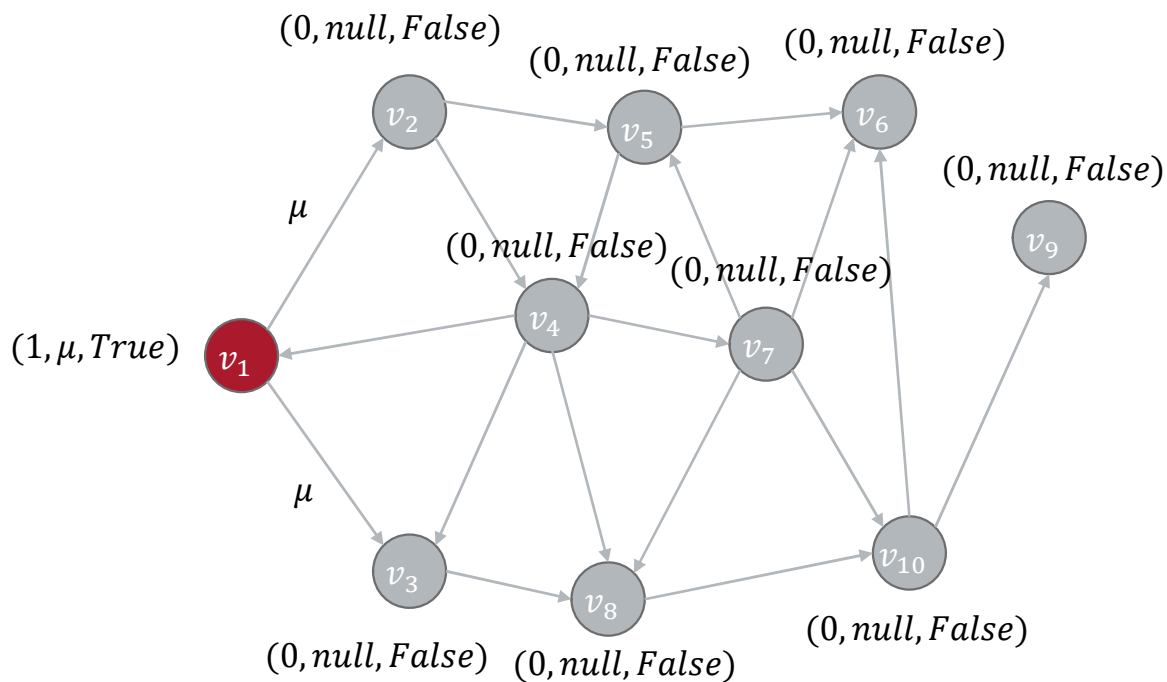 (0, null, False)
(0, null, False)
(0, null, False)
v₂
v₅
v₆
(0, null, False)
μ
v₉
(0, null, False)
(0, null, False)
v₄
v₇
(1, μ, True)
v₁
μ
v₃
v₈
v₁₀
(0, null, False)
(0, null, False)
(0, null, False)